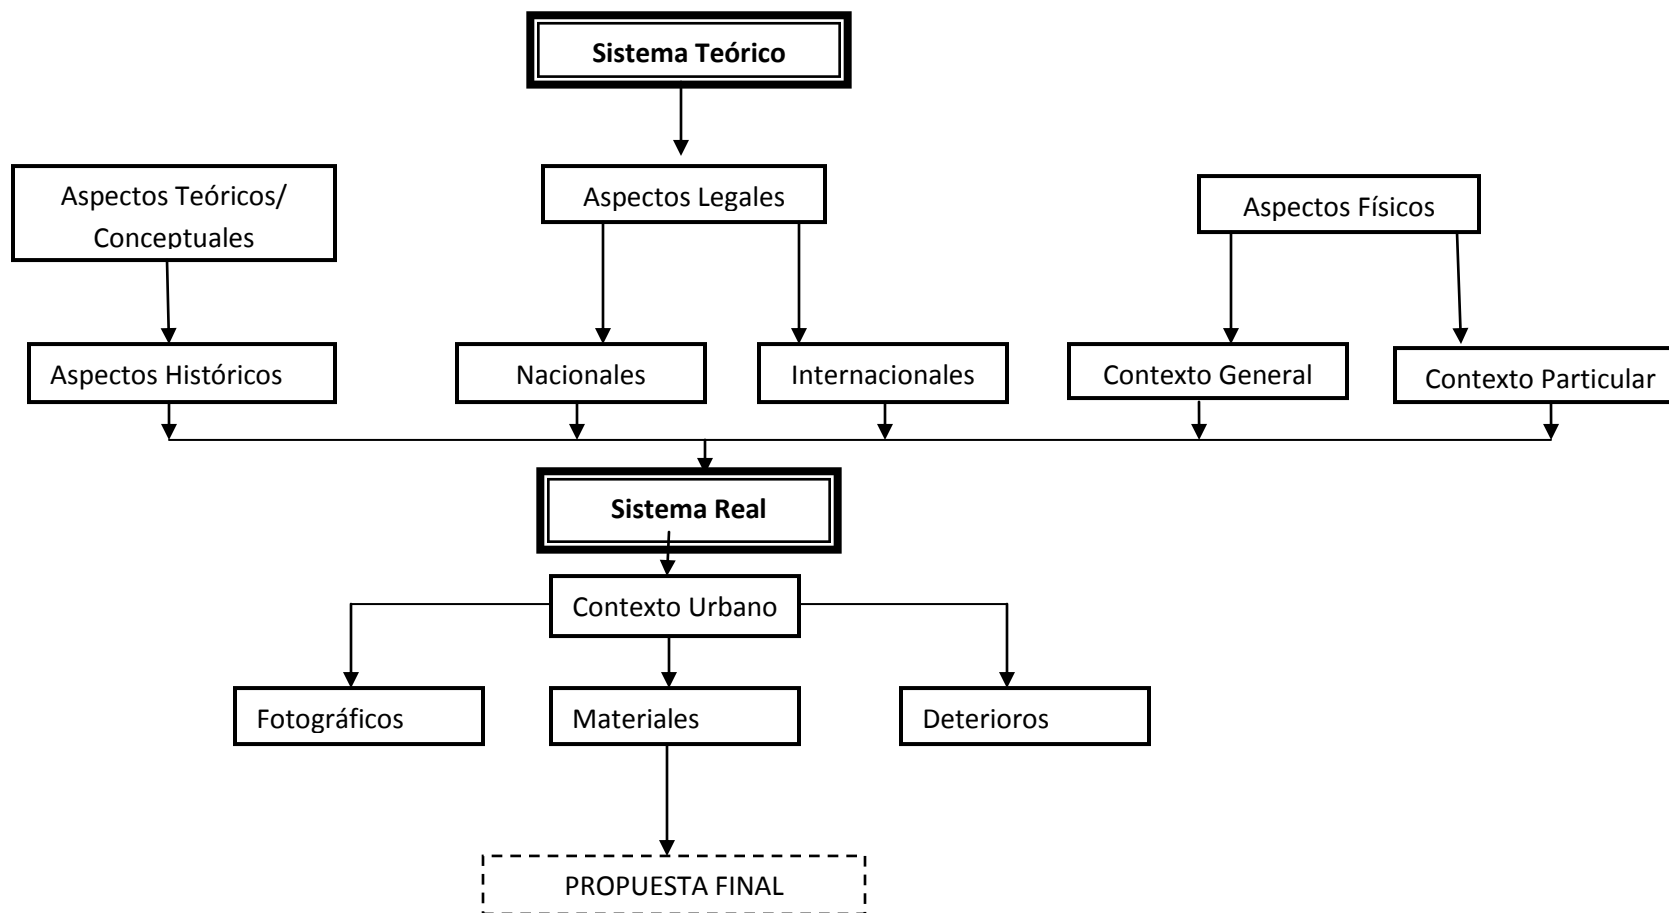 Sistema Teórico
Aspectos Teóricos/
Conceptuales
Aspectos Legales
Aspectos Físicos
Aspectos Históricos
Nacionales
Internacionales
Contexto General
Contexto Particular
Sistema Real
Contexto Urbano
Fotográficos
Materiales
Deterioros
PROPUESTA FINAL